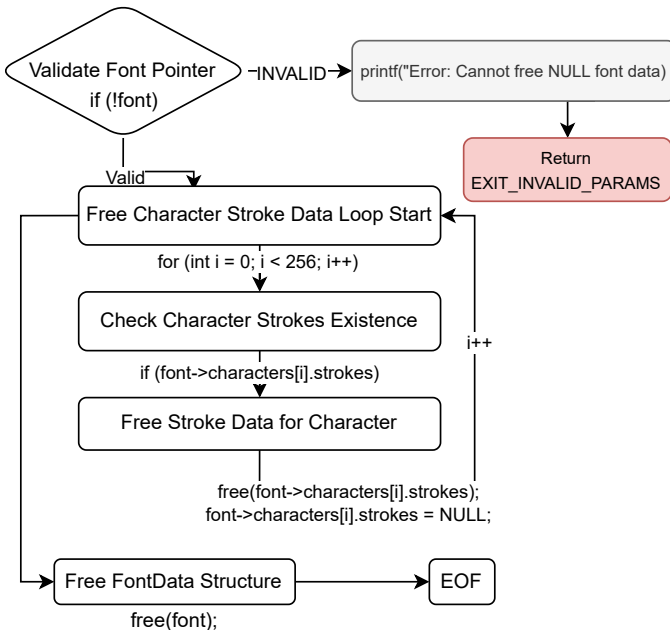 Validate Font Pointer
if (!font)
INVALID
printf("Error: Cannot free NULL font data)
Return
EXIT_INVALID_PARAMS
Valid
Free Character Stroke Data Loop Start
for (int i = 0; i < 256; i++)
Check Character Strokes Existence
i++
if (font->characters[i].strokes)
Free Stroke Data for Character
free(font->characters[i].strokes);
font->characters[i].strokes = NULL;
Free FontData Structure
EOF
free(font);